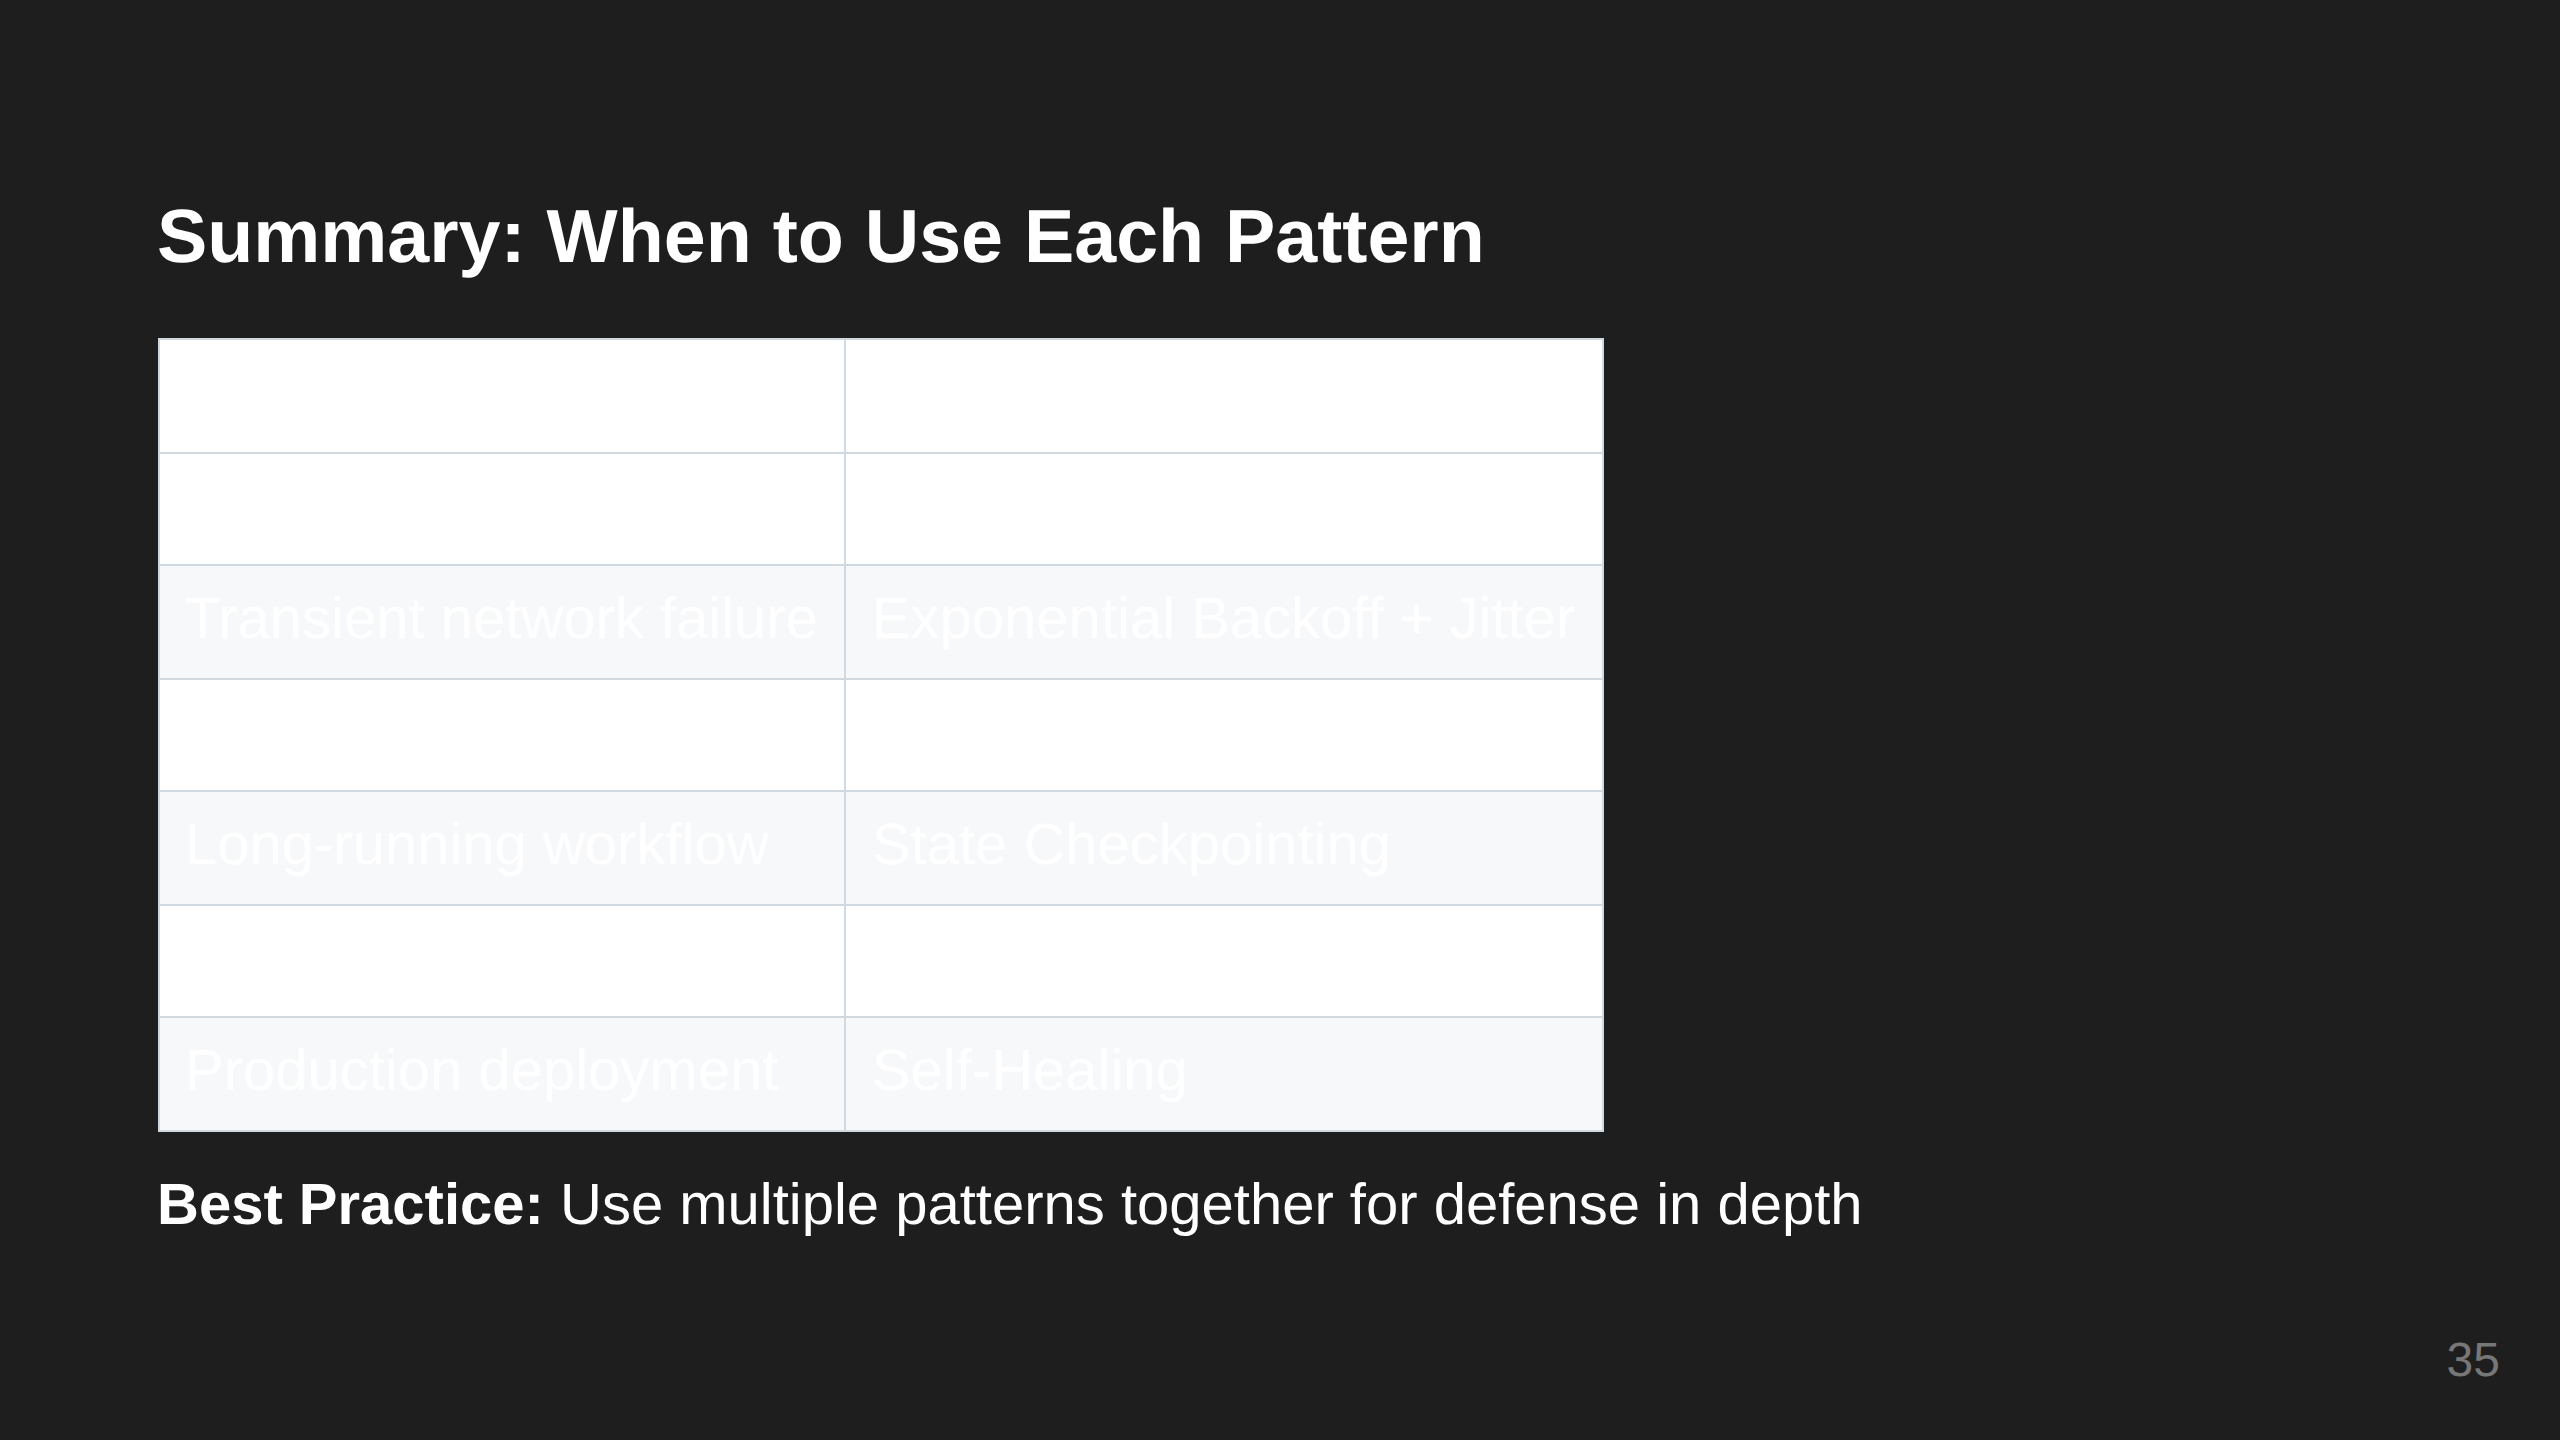 Summary: When to Use Each Pattern
Transient network failure Exponential Backoff + Jitter
Long-running workflow State Checkpointing
Production deployment Self-Healing
Best Practice: Use multiple patterns together for defense in depth
35